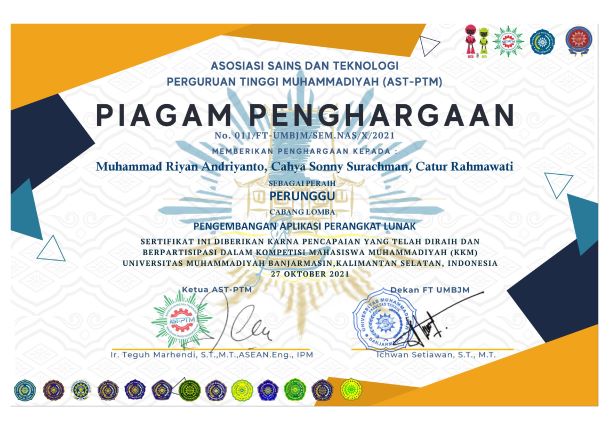 ASOSIASI SAINS DAN TEKNOLOGI
PERGURUAN TINGGI MUHAMMADIYAH (AST-PTM)
PIAGAM PENGHARGAAN
No. 011/FT-UMBJM/SEM.NAS/X/2021
MEMBERIKAN PENGHARGAAN KEPADA :
Muhammad Riyan Andriyanto, Cahya Sonny Surachman, Catur Rahmawati
SEBAGAI PERAIH
PERUNGGU
CABANG LOMBA
PENGEMBANGAN APLIKASI PERANGKAT LUNAK
SERTIFIKAT INI DIBERIKAN KARNA PENCAPAIAN YANG TELAH DIRAIH DAN
BERPARTISIPASI DALAM KOMPETISI MAHASISWA MUHAMMADIYAH (KKM)
UNIVERSITAS MUHAMMADIYAH BANJARMASIN,KALIMANTAN SELATAN, INDONESIA
27 OKTOBER 2021
Ketua AST-PTM
Dekan FT UMBJM
AST-PTM
Ir. Teguh Marhendi, S.T.,M.T.,ASEAN.Eng., IPM
Ichwan Setiawan, S.T., M.T.